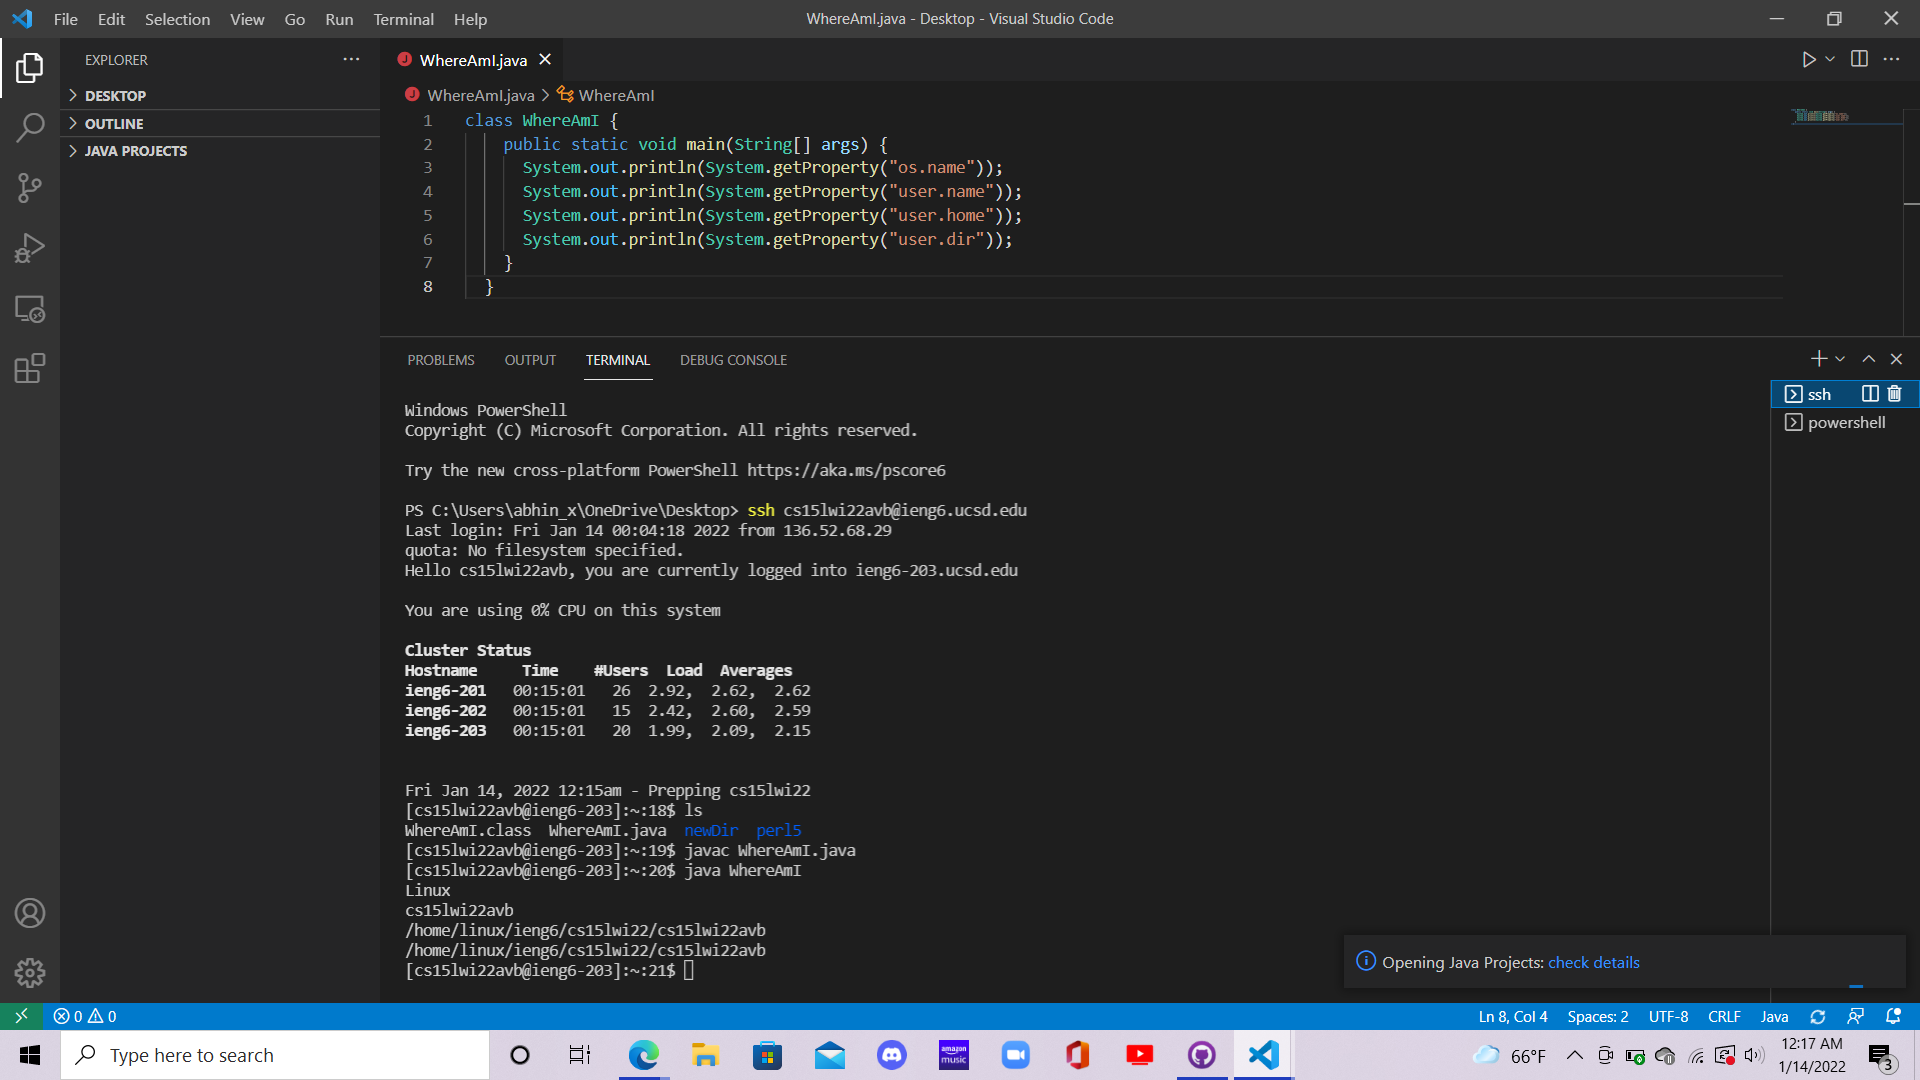 File Edit Selection View Go Run Terminal Help
WhereAmI.java - Desktop - Visual Studio Code
EXPLORER
DESKTOP
OUTLINE
JAVA PROJECTS
J WhereAmI.java
J WhereAmI.java > WhereAmI
1 class WhereAmI {
2 public static void main(String[] args) {
3 System.out.println(System.getProperty("os.name"));
4 System.out.println(System.getProperty("user.name"));
5 System.out.println(System.getProperty("user.home"));
6 System.out.println(System.getProperty("user.dir"));
7 }
8 }
PROBLEMS OUTPUT TERMINAL DEBUG CONSOLE
ssh
powershell
Windows PowerShell
Copyright (C) Microsoft Corporation. All rights reserved.
Try the new cross-platform PowerShell https://aka.ms/pscore6
PS C:\Users\abhin_x\OneDrive\Desktop> ssh cs15lwi22avb@ieng6.ucsd.edu
Last login: Fri Jan 14 00:04:18 2022 from 136.52.68.29
quota: No filesystem specified.
Hello cs15lwi22avb, you are currently logged into ieng6-203.ucsd.edu
You are using 0% CPU on this system
Cluster Status
Hostname Time #Users Load Averages
ieng6-201 00:15:01 26 2.92, 2.62, 2.62
ieng6-202 00:15:01 15 2.42, 2.60, 2.59
ieng6-203 00:15:01 20 1.99, 2.09, 2.15
Fri Jan 14, 2022 12:15am - Prepping cs15lwi22
[cs15lwi22avb@ieng6-203]:~:18$ ls
WhereAmI.class WhereAmI.java newDir perl5
[cs15lwi22avb@ieng6-203]:~:19$ javac WhereAmI.java
[cs15lwi22avb@ieng6-203]:~:20$ java WhereAmI
Linux
cs15lwi22avb
/home/linux/ieng6/cs15lwi22/cs15lwi22avb
/home/linux/ieng6/cs15lwi22/cs15lwi22avb
[cs15lwi22avb@ieng6-203]:~:21$
Opening Java Projects: check details
0 0
Ln 8, Col 4 Spaces: 2 UTF-8 CRLF Java
Type here to search
amazon music
66°F
12:17 AM
1/14/2022
3